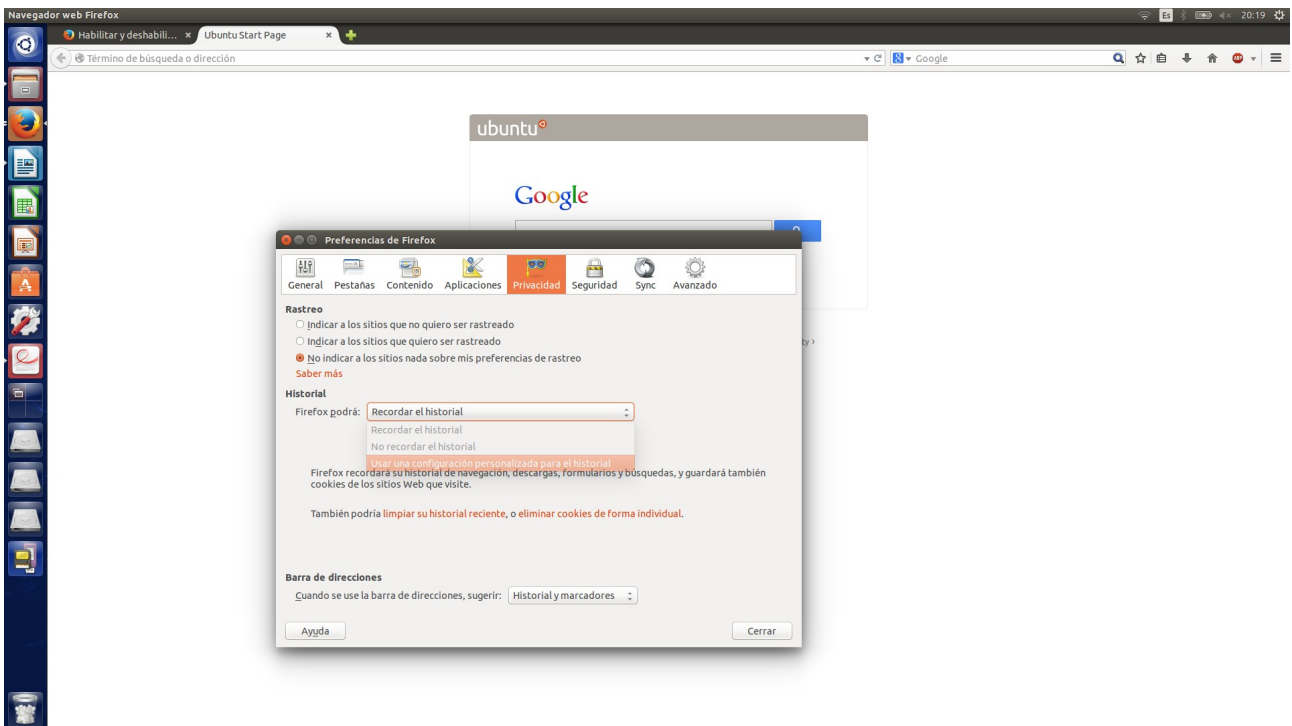 Navegador web Firefox
Es
20:19
Habilitar y deshabili...
Ubuntu Start Page
Término de búsqueda o dirección
Google
ABP
ubuntu
Google
Preferencias de Firefox
General Pestañas Contenido Aplicaciones Privacidad Seguridad Sync Avanzado
Rastreo
Indicar a los sitios que no quiero ser rastreado
Indicar a los sitios que quiero ser rastreado
No indicar a los sitios nada sobre mis preferencias de rastreo
Saber más
Historial
Firefox podrá: Recordar el historial
Recordar el historial
No recordar el historial
Usar una configuración personalizada para el historial
Firefox recordará su historial de navegación, descargas, formularios y búsquedas, y guardará también
cookies de los sitios Web que visite.
También podría limpiar su historial reciente, o eliminar cookies de forma individual.
Barra de direcciones
Cuando se use la barra de direcciones, sugerir: Historial y marcadores
Ayuda
Cerrar